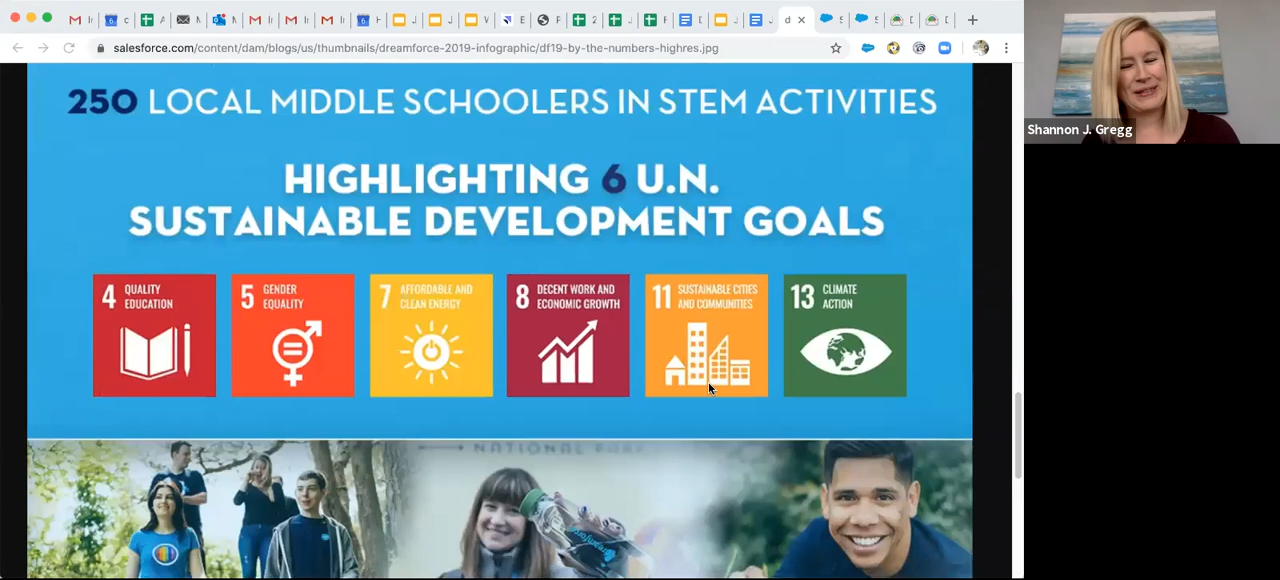 salesforce.com/content/dam/blogs/us/thumbnails/dreamforce-2019-infographic/df19-by-the-numbers-highres.jpg
Shannon J. Gregg
250 LOCAL MIDDLE SCHOOLERS IN STEM ACTIVITIES
HIGHLIGHTING 6 U.N.
SUSTAINABLE DEVELOPMENT GOALS
4 QUALITY
EDUCATION
5 GENDER
EQUALITY
7 AFFORDABLE AND
CLEAN ENERGY
8 DECENT WORK AND
ECONOMIC GROWTH
11 SUSTAINABLE CITIES
AND COMMUNITIES
13 CLIMATE
ACTION
NATIONAL